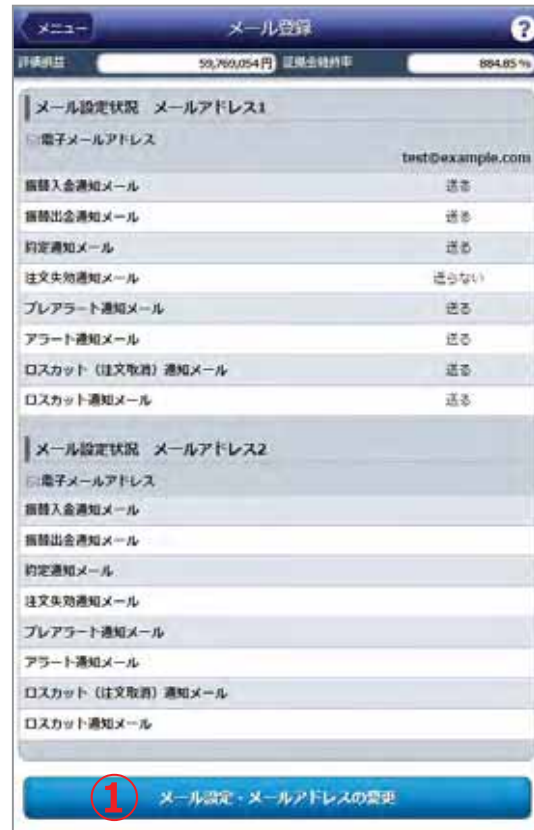 メニュー メール登録 ?
評価損益 59,769,054円 証拠金維持率 884.85 %
メール設定状況 メールアドレス1
電子メールアドレス
test@example.com
振替入金通知メール 送る
振替出金通知メール 送る
約定通知メール 送る
注文失効通知メール 送らない
プレアラート通知メール 送る
アラート通知メール 送る
ロスカット（注文取消）通知メール 送る
ロスカット通知メール 送る
メール設定状況 メールアドレス2
電子メールアドレス
振替入金通知メール
振替出金通知メール
約定通知メール
注文失効通知メール
プレアラート通知メール
アラート通知メール
ロスカット（注文取消）通知メール
ロスカット通知メール
① メール設定・メールアドレスの変更